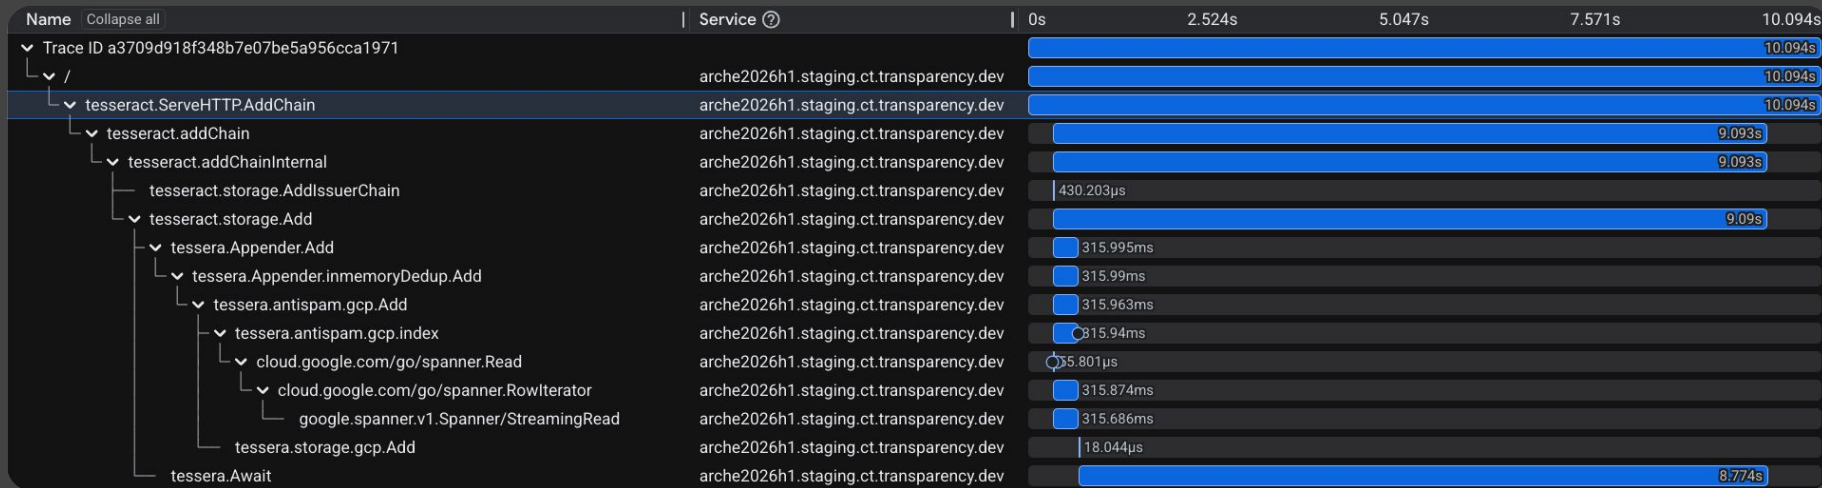 Name Collapse all Service ? 0s 2.524s 5.047s 7.571s 10.094s
Trace ID a3709d918f348b7e07be5a956cca1971 10.094s
/ arche2026h1.staging.ct.transparency.dev 10.094s
tesseract.ServeHTTP.AddChain arche2026h1.staging.ct.transparency.dev 10.094s
tesseract.addChain arche2026h1.staging.ct.transparency.dev 9.093s
tesseract.addChainInternal arche2026h1.staging.ct.transparency.dev 9.093s
tesseract.storage.AddIssuerChain arche2026h1.staging.ct.transparency.dev 430.203µs
tesseract.storage.Add arche2026h1.staging.ct.transparency.dev 9.09s
tessera.Appender.Add arche2026h1.staging.ct.transparency.dev 315.995ms
tessera.Appender.inmemoryDedup.Add arche2026h1.staging.ct.transparency.dev 315.99ms
tessera.antispam.gcp.Add arche2026h1.staging.ct.transparency.dev 315.963ms
tessera.antispam.gcp.index arche2026h1.staging.ct.transparency.dev 315.94ms
cloud.google.com/go/spanner.Read arche2026h1.staging.ct.transparency.dev 55.801µs
cloud.google.com/go/spanner.RowIterator arche2026h1.staging.ct.transparency.dev 315.874ms
google.spanner.v1.Spanner/StreamingRead arche2026h1.staging.ct.transparency.dev 315.686ms
tessera.storage.gcp.Add arche2026h1.staging.ct.transparency.dev 18.044µs
tessera.Await arche2026h1.staging.ct.transparency.dev 8.774s